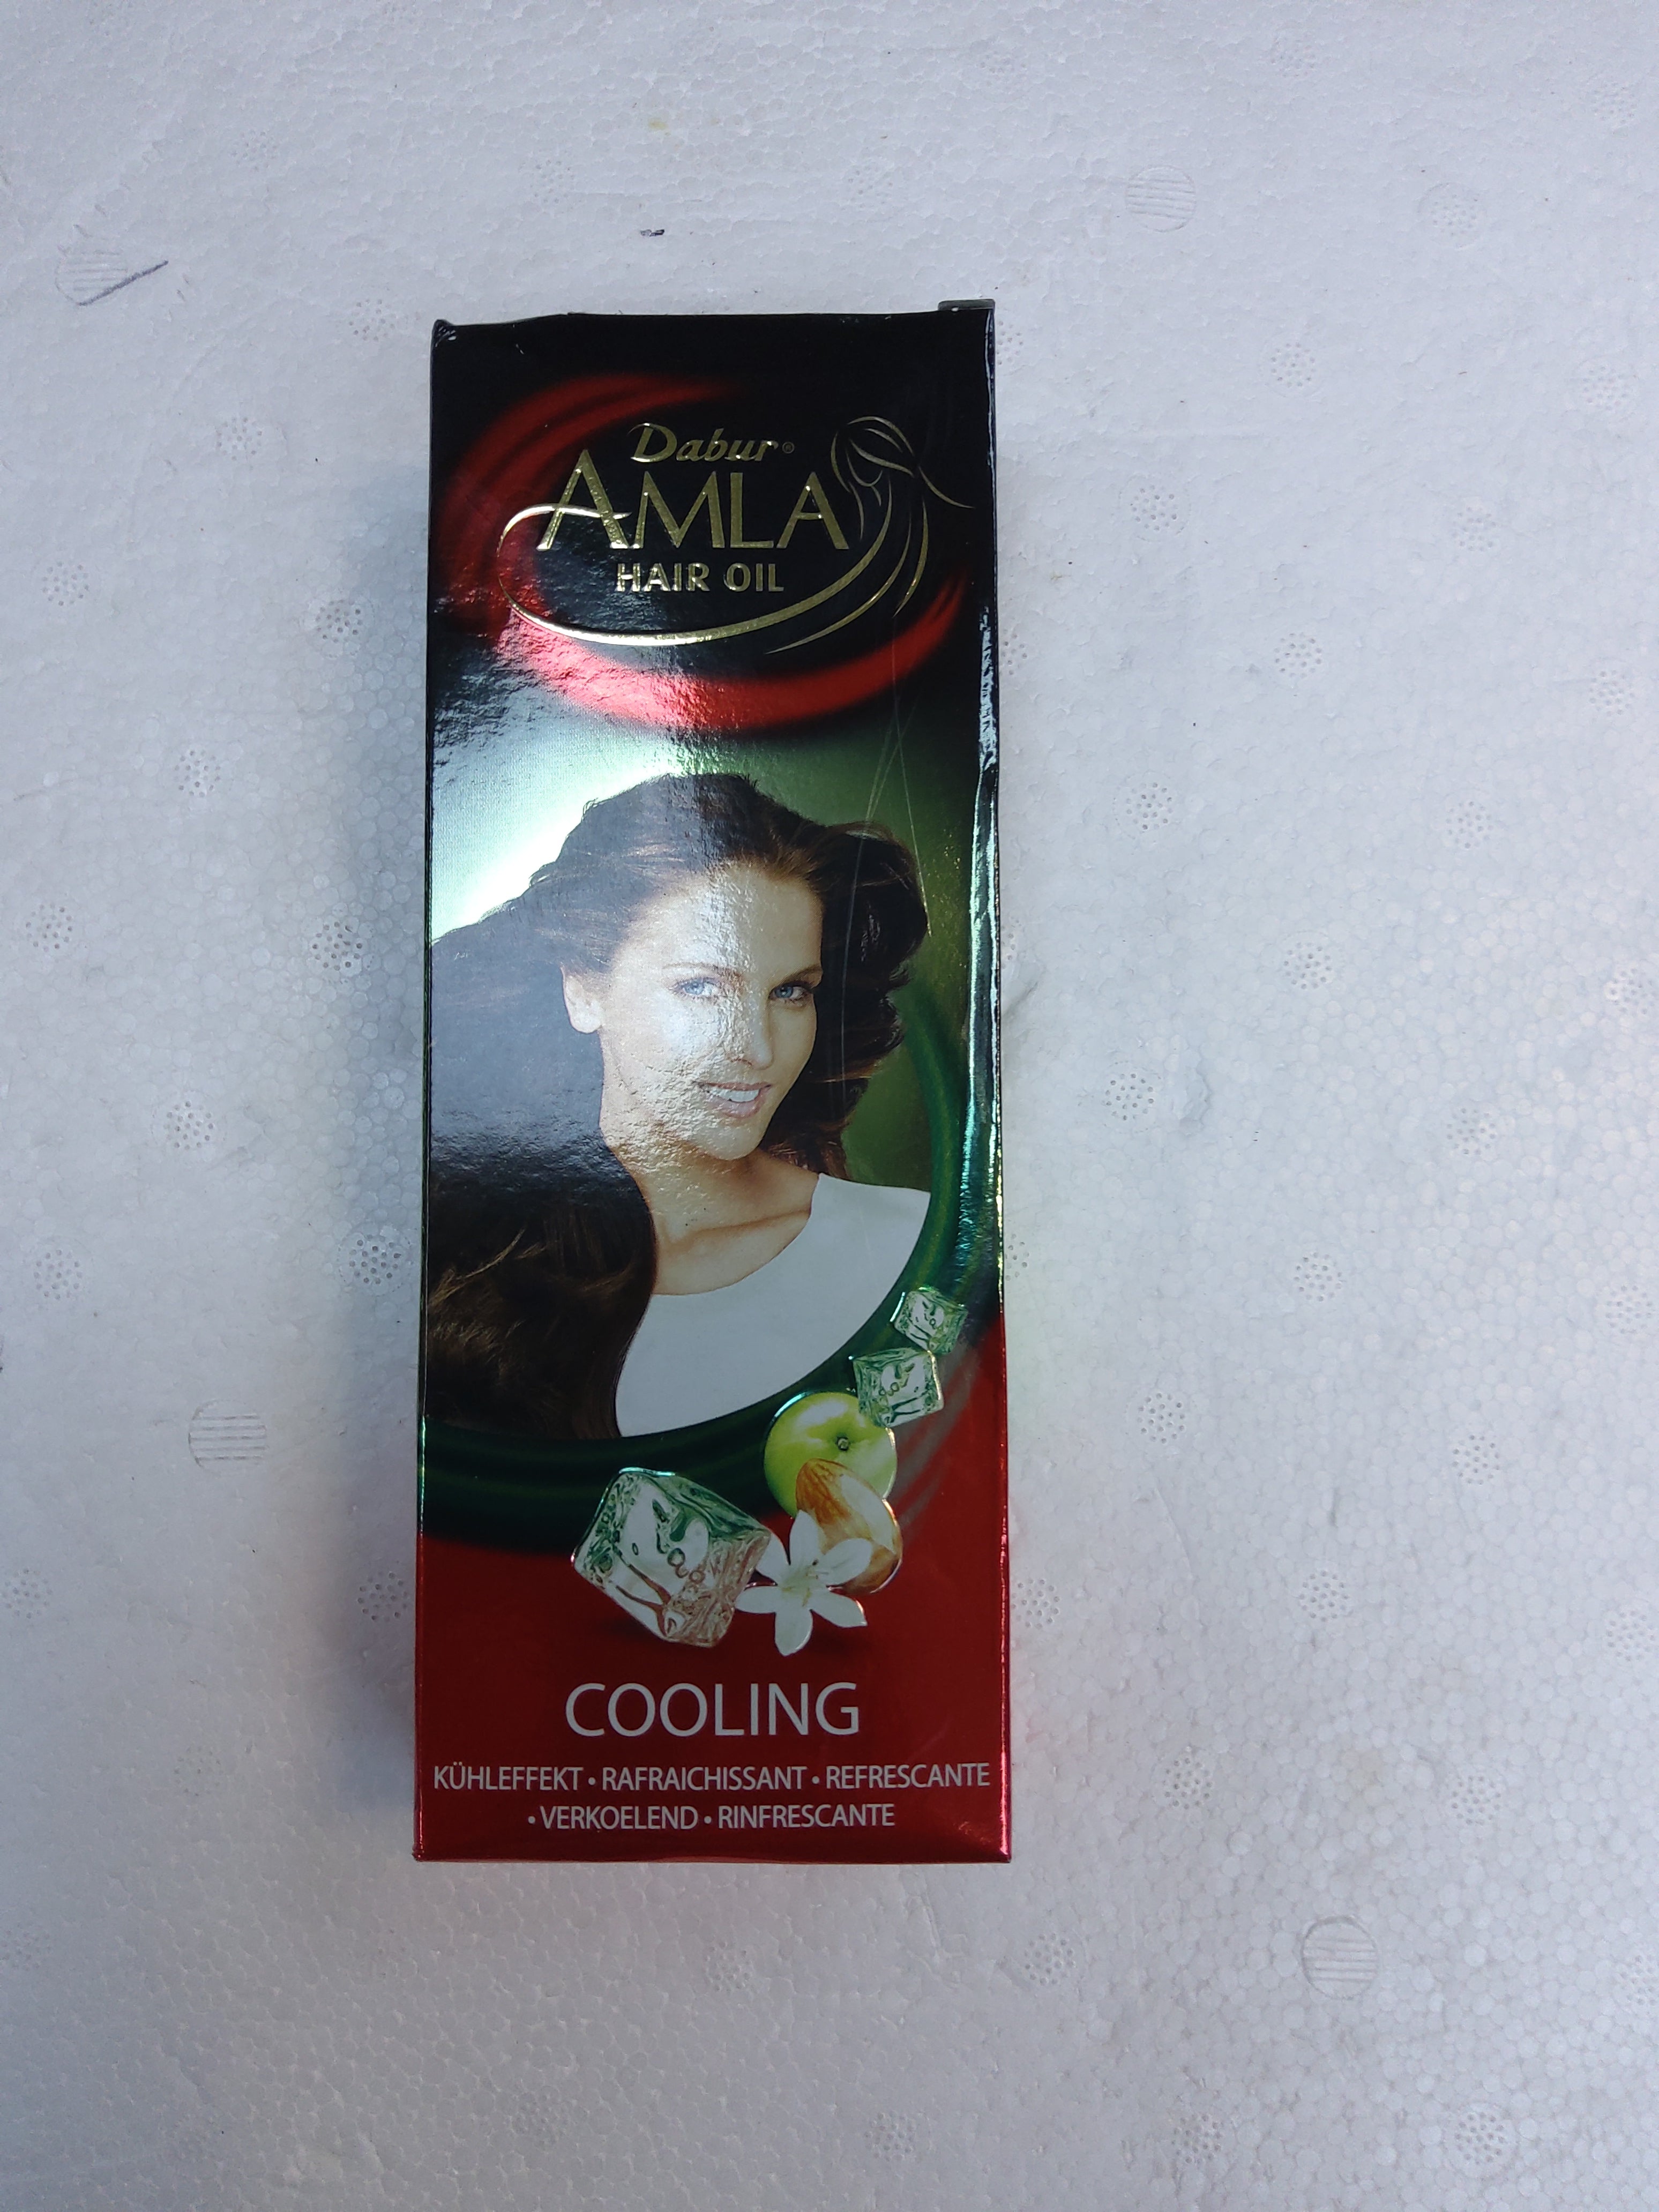 Dabur®
AMLA
HAIR OIL
COOLING
KÜHLEFFEKT • RAFRAICHISSANT • REFRESCANTE
• VERKOELEND • RINFRESCANTE